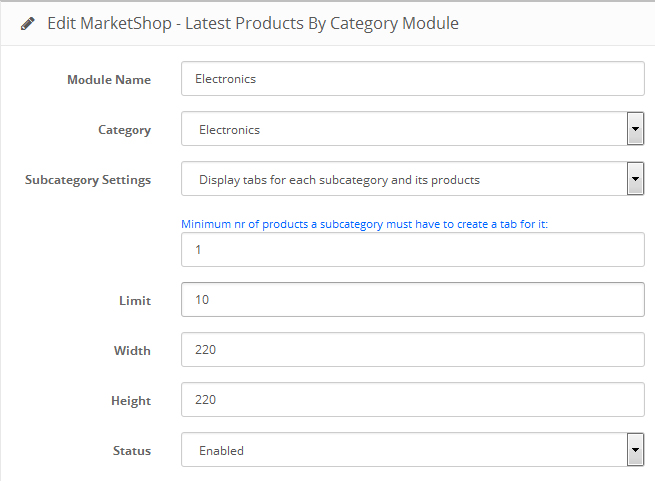 Edit MarketShop - Latest Products By Category Module
Module Name Electronics
Category Electronics
Subcategory Settings Display tabs for each subcategory and its products
Minimum nr of products a subcategory must have to create a tab for it:
1
Limit 10
Width 220
Height 220
Status Enabled